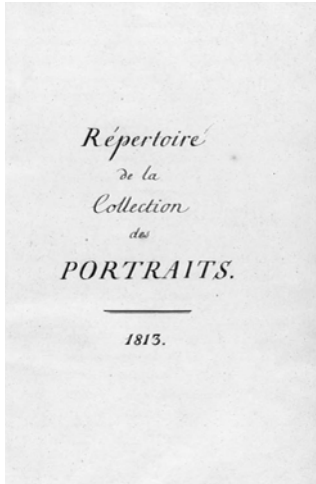 Répertoire
de la
Collection
des
PORTRAITS.
1813.